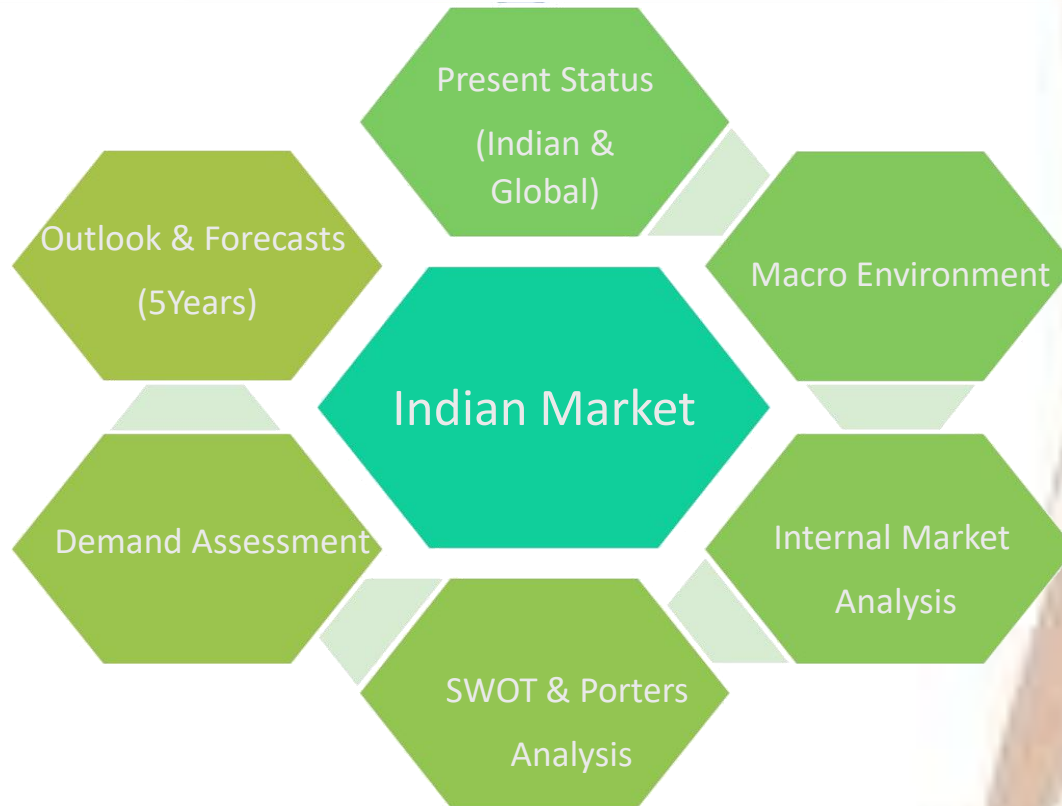 Present Status
(Indian &
Global)
Macro Environment
Internal Market
Analysis
SWOT & Porters
Analysis
Demand Assessment
Outlook & Forecasts
(5Years)
Indian Market